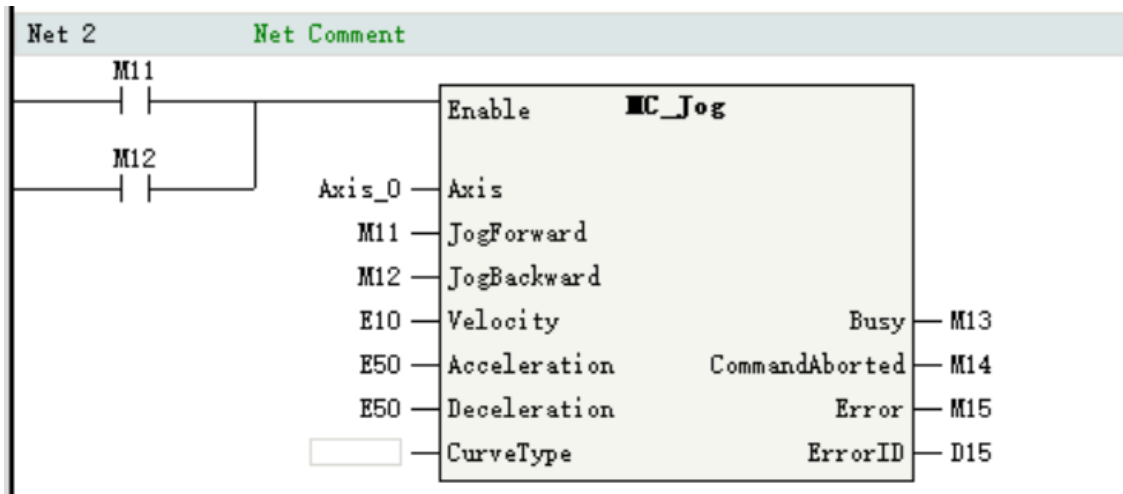 Net 2 Net Comment
M11
Enable MC_Jog
M12
Axis_0 Axis
M11 JogForward
M12 JogBackward
E10 Velocity Busy M13
E50 Acceleration CommandAborted M14
E50 Deceleration Error M15
CurveType ErrorID D15